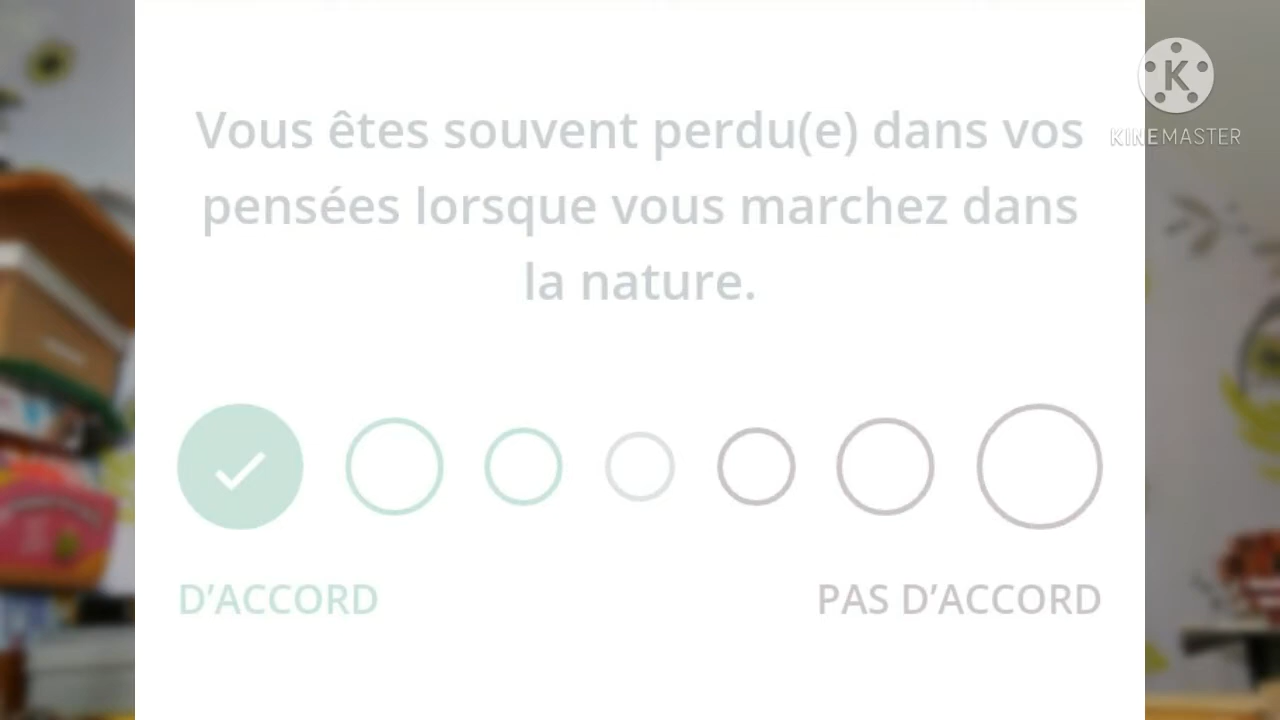 Vous êtes souvent perdu(e) dans vos
pensées lorsque vous marchez dans
la nature.
D'ACCORD
PAS D'ACCORD
K
KINEMASTER